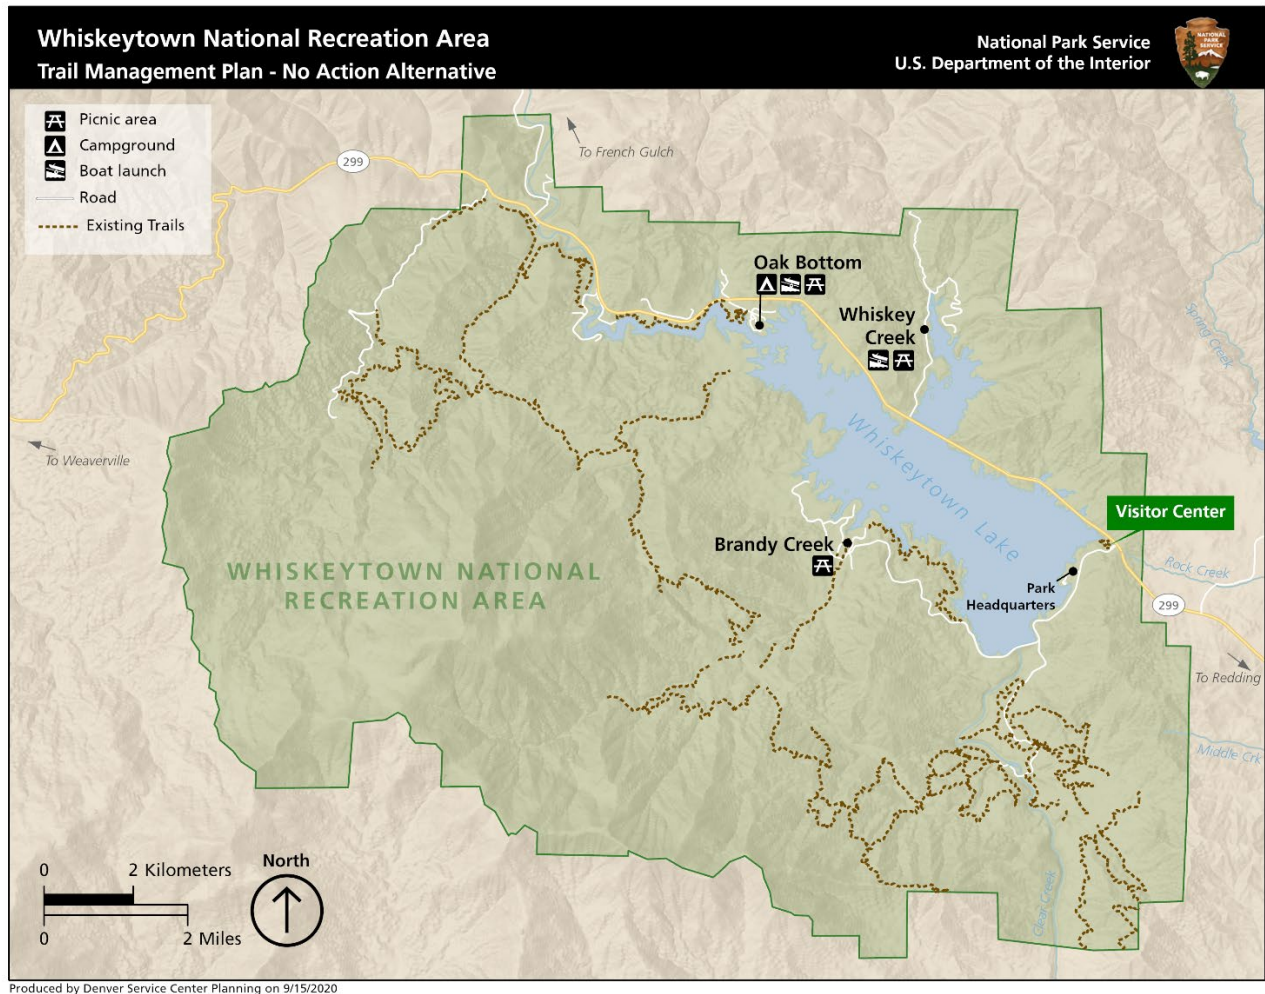 Whiskeytown National Recreation Area
Trail Management Plan - No Action Alternative
National Park Service
U.S. Department of the Interior
NATIONAL
PARK
SERVICE
Picnic area
Campground
Boat launch
Road
Existing Trails
299
To French Gulch
Oak Bottom
Whiskey
Creek
Spring Creek
To Weaverville
Whiskeytown Lake
Visitor Center
Brandy Creek
WHISKEYTOWN NATIONAL
RECREATION AREA
Rock Creek
Park
Headquarters
299
To Redding
Middle Crk
Clear Creek
0 2 Kilometers
0 2 Miles
North
Produced by Denver Service Center Planning on 9/15/2020